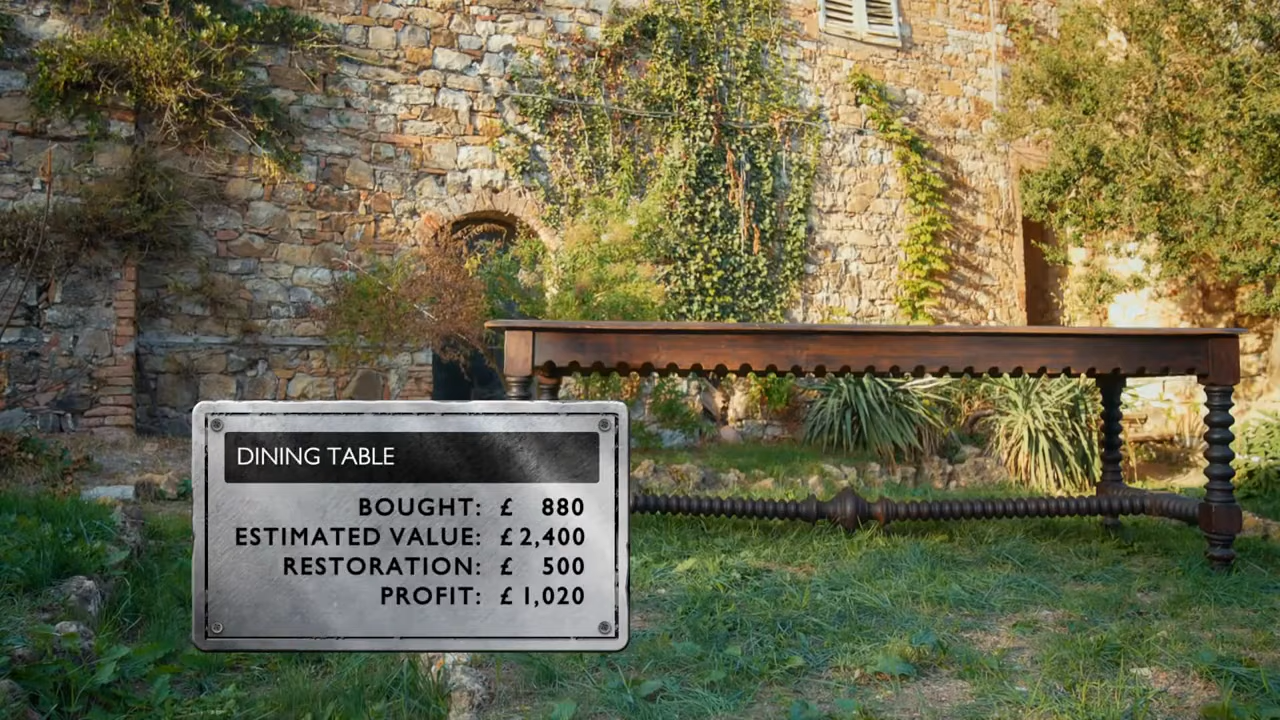 DINING TABLE
BOUGHT: £ 880
ESTIMATED VALUE: £2,400
RESTORATION: £ 500
PROFIT: £ 1,020